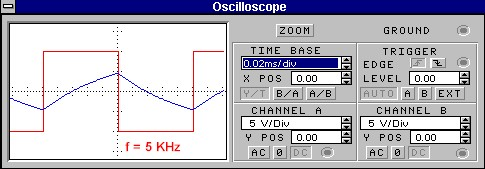 Oscilloscope
ZOOM
GROUND
TIME BASE
0.02ms/div
X POS 0.00
Y/T B/A A/B
TRIGGER
EDGE
LEVEL 0.00
AUTO A B EXT
CHANNEL A
5 V/Div
Y POS 0.00
AC 0 DC
CHANNEL B
5 V/Div
Y POS 0.00
AC 0 DC
f = 5 KHz